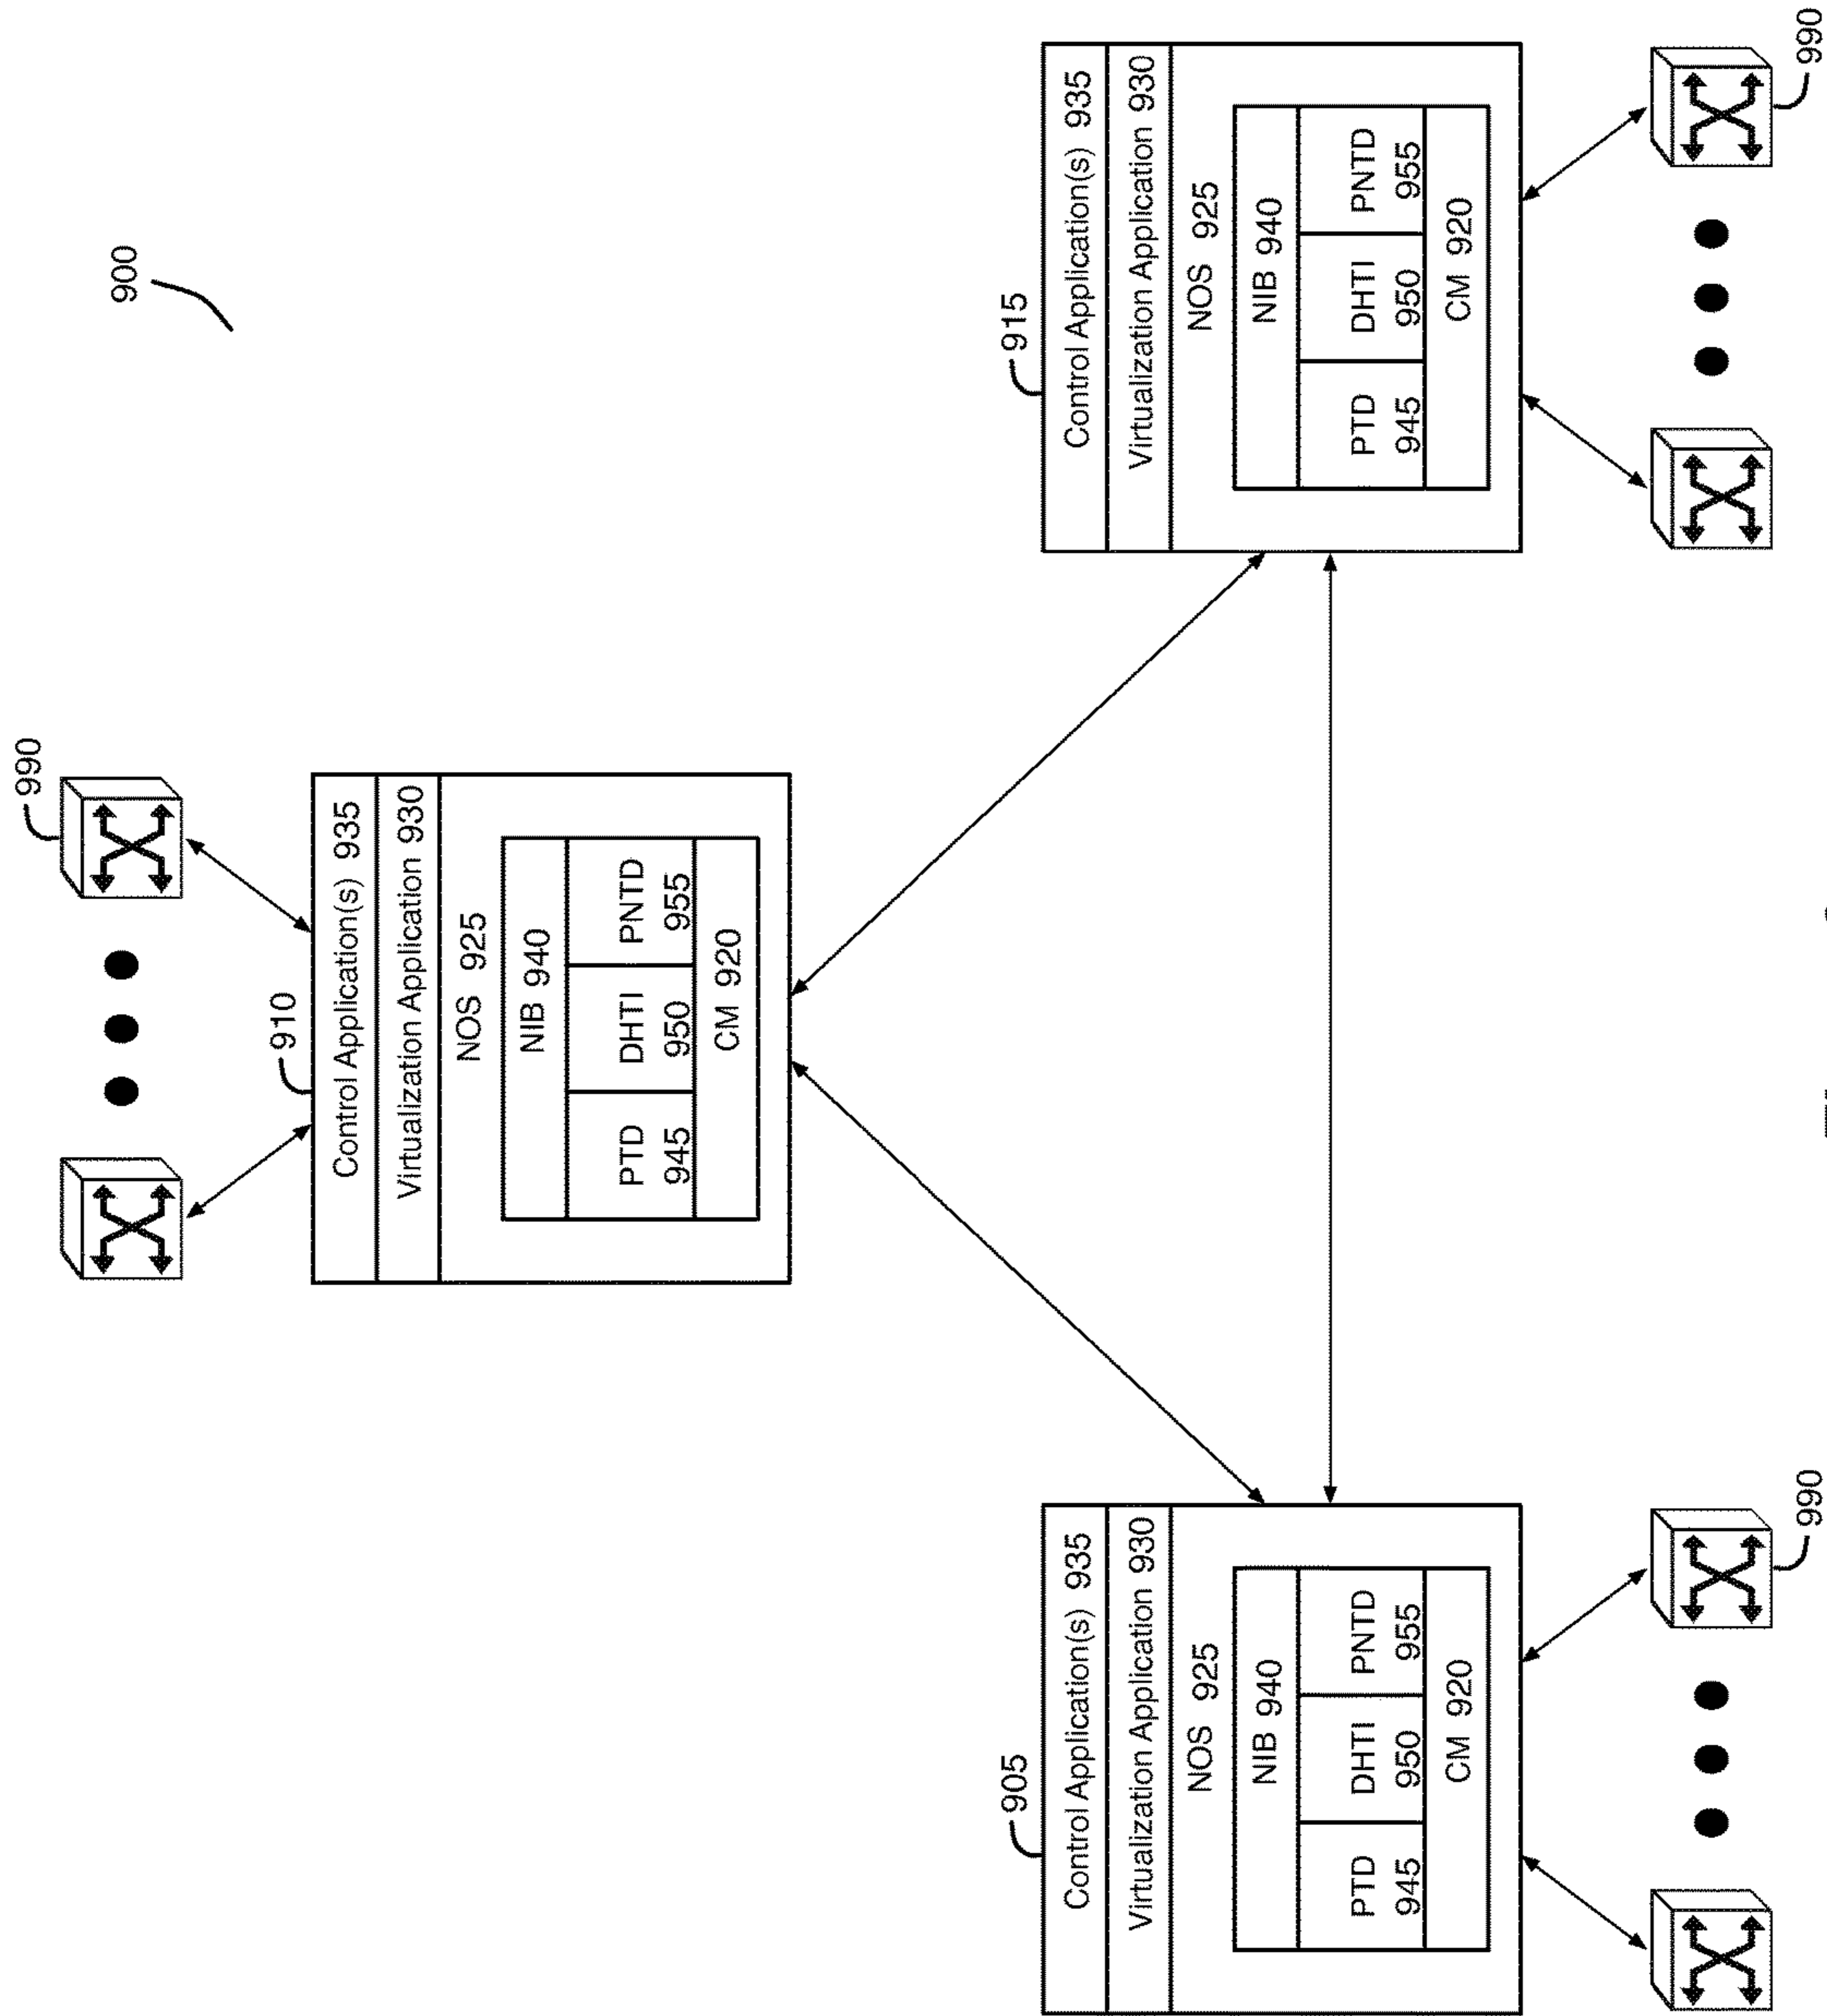 900
990
910
Control Application(s) 935
Virtualization Application 930
NOS 925
NIB 940
PTD
945
DHTI
950
PNTD
955
CM 920
905
Control Application(s) 935
Virtualization Application 930
NOS 925
NIB 940
PTD
945
DHTI
950
PNTD
955
CM 920
990
915
Control Application(s) 935
Virtualization Application 930
NOS 925
NIB 940
PTD
945
DHTI
950
PNTD
955
CM 920
990